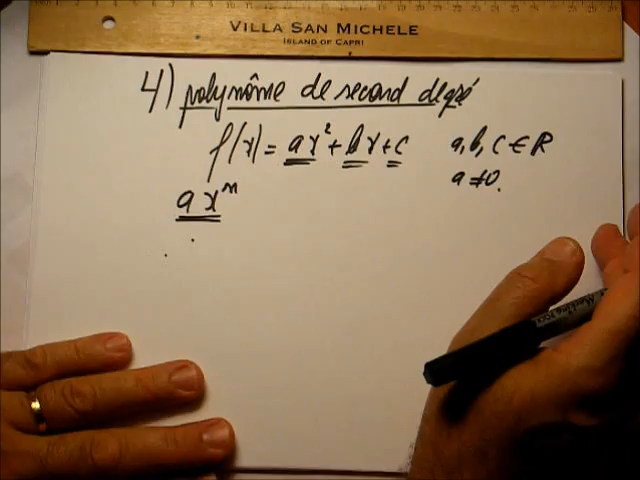 VILLA SAN MICHELE
ISLAND OF CAPRI
4) polynôme de second degré
f(x) = ax² + bx + c a, b, c ∈ R
a ≠ 0.
axⁿ